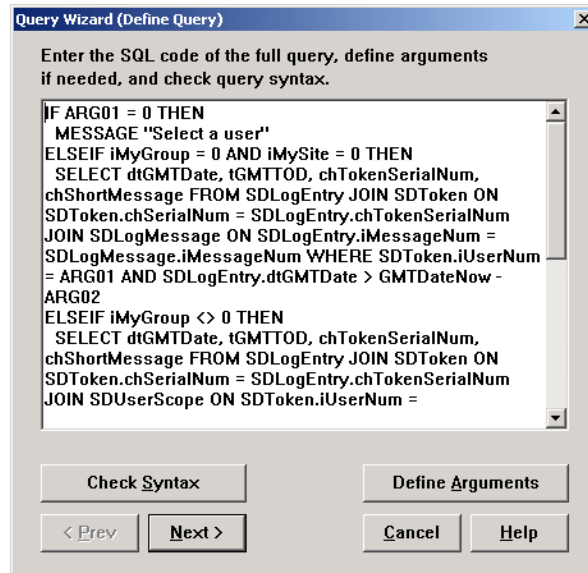 Query Wizard (Define Query)
Enter the SQL code of the full query, define arguments
if needed, and check query syntax.
IF ARG01 = 0 THEN
MESSAGE "Select a user"
ELSEIF iMyGroup = 0 AND iMySite = 0 THEN
SELECT dtGMTDate, tGMTTOD, chTokenSerialNum,
chShortMessage FROM SDLogEntry JOIN SDToken ON
SDToken.chSerialNum = SDLogEntry.chTokenSerialNum
JOIN SDLogMessage ON SDLogEntry.iMessageNum =
SDLogMessage.iMessageNum WHERE SDToken.iUserNum
= ARG01 AND SDLogEntry.dtGMTDate > GMTDateNow -
ARG02
ELSEIF iMyGroup <> 0 THEN
SELECT dtGMTDate, tGMTTOD, chTokenSerialNum,
chShortMessage FROM SDLogEntry JOIN SDToken ON
SDToken.chSerialNum = SDLogEntry.chTokenSerialNum
JOIN SDUserScope ON SDToken.iUserNum =
Check Syntax
Define Arguments
< Prev
Next >
Cancel
Help